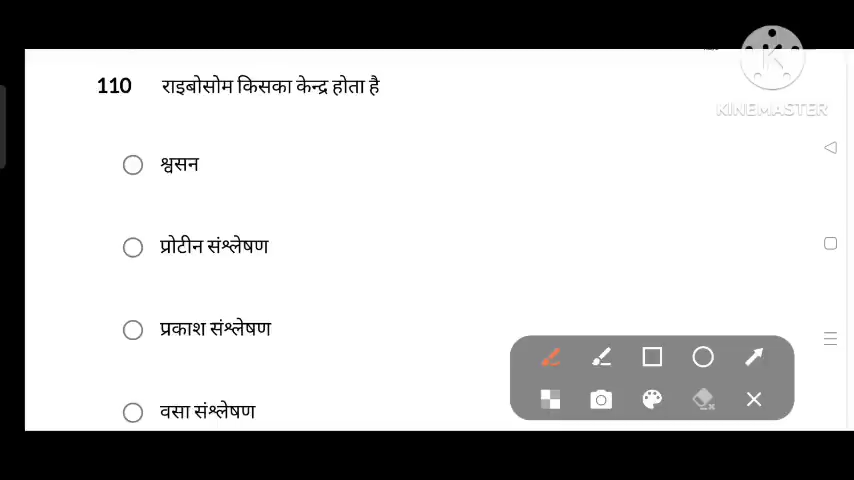 KINEMASTER
110 राइबोसोम किसका केन्द्र होता है
श्वसन
प्रोटीन संश्लेषण
प्रकाश संश्लेषण
वसा संश्लेषण